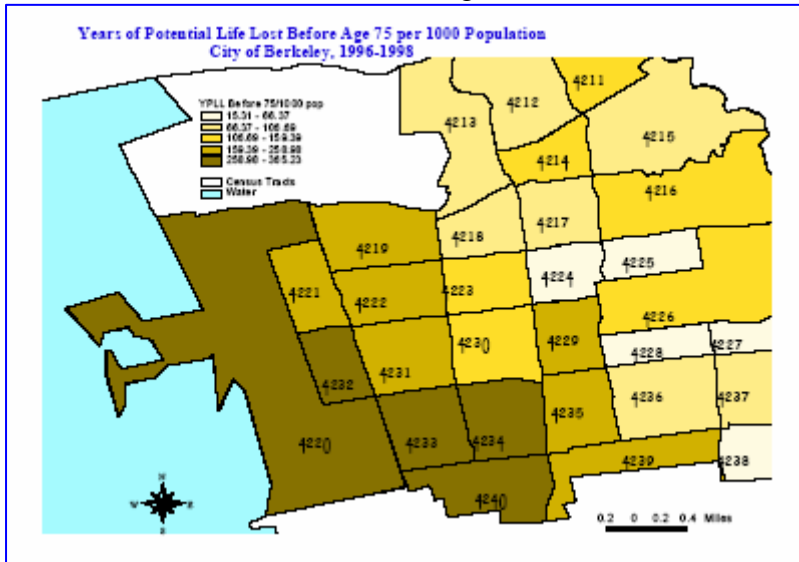 Years of Potential Life Lost Before Age 75 per 1000 Population
City of Berkeley, 1996-1998
YPLL Before 75/1000 pop
15.31 - 66.37
66.37 - 106.69
106.69 - 159.39
159.39 - 258.98
258.98 - 365.23
Census Tracts
Water
4211
4212
4213
4215
4214
4216
4217
4218
4219
4224
4225
4221
4222
4223
4226
4227
4228
4229
4230
4231
4232
4236
4237
4235
4220
4233
4234
4239
4238
4240
N
W
E
S
0.2 0 0.2 0.4 Miles